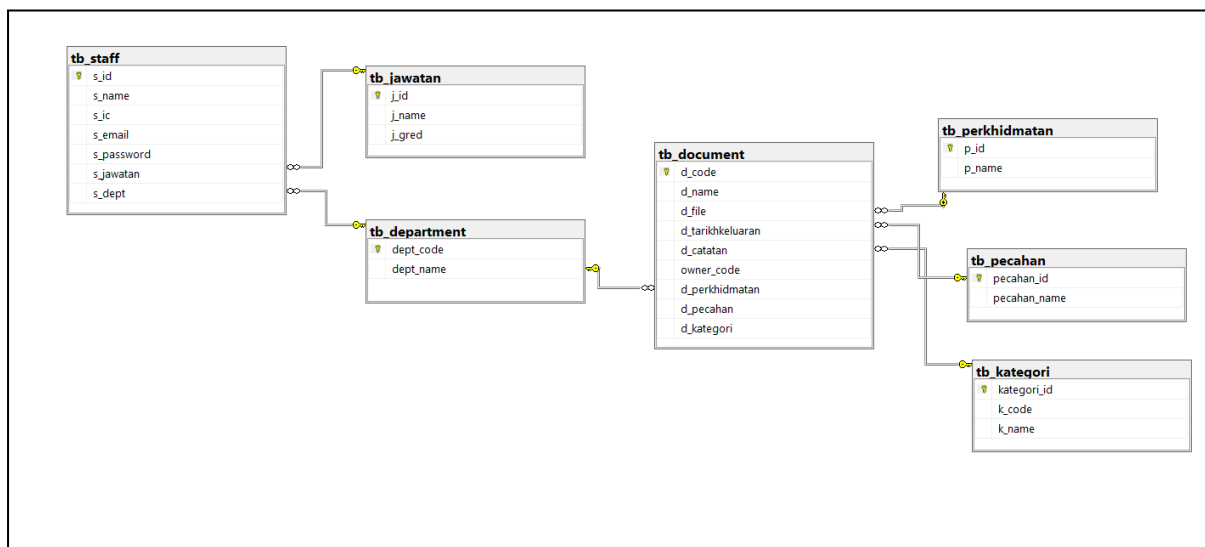 tb_staff
s_id
s_name
s_ic
s_email
s_password
s_jawatan
s_dept
tb_jawatan
j_id
j_name
j_gred
tb_department
dept_code
dept_name
tb_document
d_code
d_name
d_file
d_tarikhkeluaran
d_catatan
owner_code
d_perkhidmatan
d_pecahan
d_kategori
tb_perkhidmatan
p_id
p_name
tb_pecahan
pecahan_id
pecahan_name
tb_kategori
kategori_id
k_code
k_name